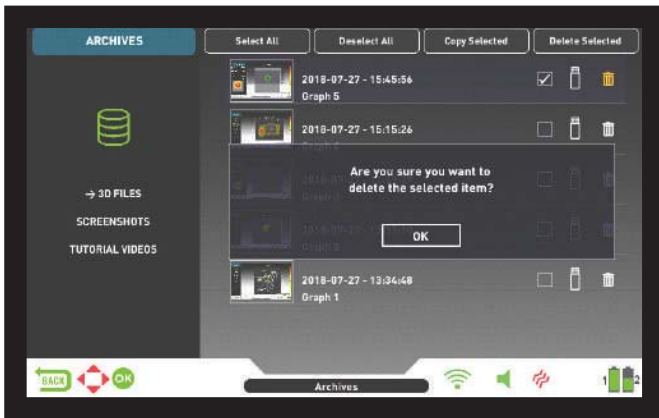 ARCHIVES
Select All
Deselect All
Copy Selected
Delete Selected
2018-07-27 - 15:45:56
Graph 5
2018-07-27 - 15:15:26
Are you sure you want to
delete the selected item?
OK
→ 3D FILES
SCREENSHOTS
TUTORIAL VIDEOS
2018-07-27 - 13:34:48
Graph 1
BACK
OK
Archives
1
2